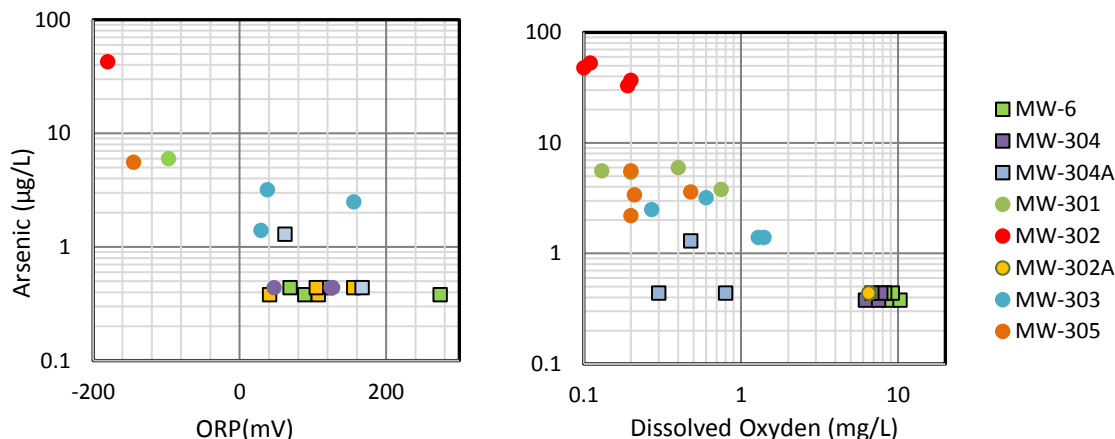 Arsenic (µg/L)
100
10
1
0.1
-200
0
200
ORP(mV)
100
10
1
0.1
0.1
1
10
Dissolved Oxyden (mg/L)
MW-6
MW-304
MW-304A
MW-301
MW-302
MW-302A
MW-303
MW-305